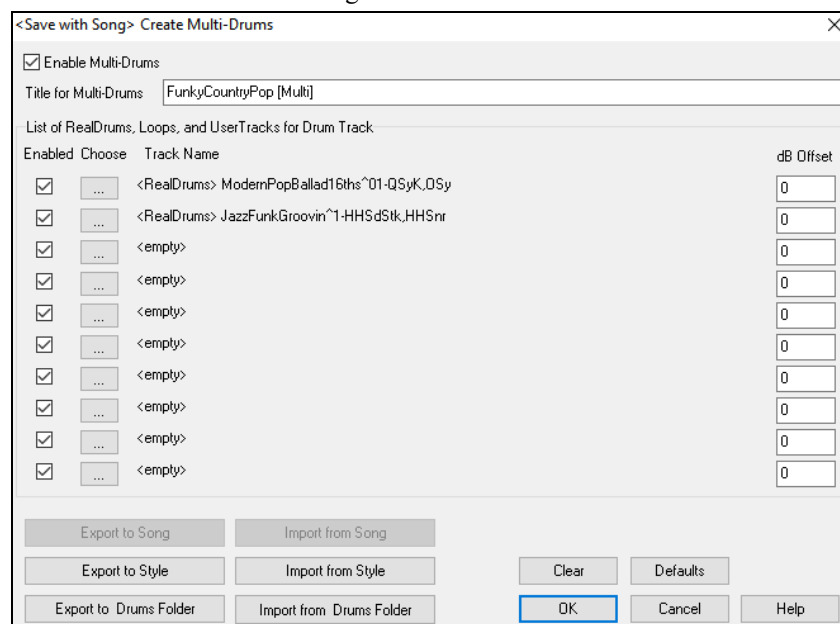 <Save with Song> Create Multi-Drums
Enable Multi-Drums
Title for Multi-Drums FunkyCountryPop [Multi]
List of RealDrums, Loops, and UserTracks for Drum Track
Enabled Choose Track Name dB Offset
... <RealDrums> ModernPopBallad16ths^01-QSyK,OSy 0
... <RealDrums> JazzFunkGroovin^1-HHSdStk,HHSnr 0
... <empty> 0
... <empty> 0
... <empty> 0
... <empty> 0
... <empty> 0
... <empty> 0
... <empty> 0
... <empty> 0
Export to Song Import from Song
Export to Style Import from Style Clear Defaults
Export to Drums Folder Import from Drums Folder OK Cancel Help